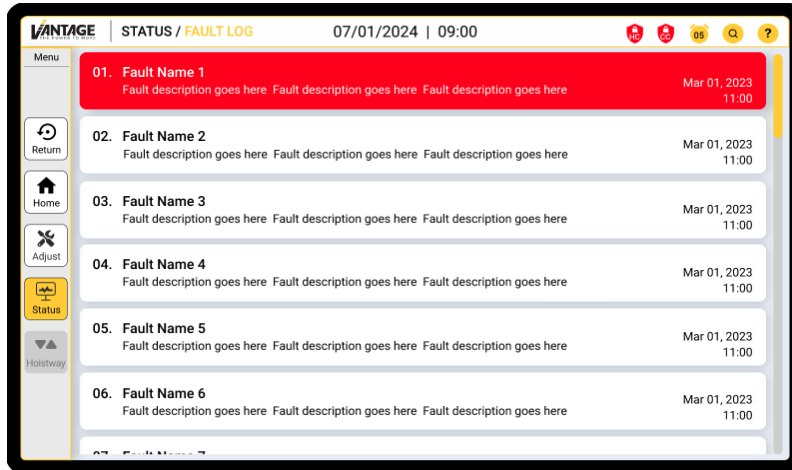 VANTAGE
THE POWER TO MOVE
STATUS / FAULT LOG
07/01/2024 | 09:00
HC
CC
05
?
Menu
Return
Home
Adjust
Status
Hoistway
01. Fault Name 1
Fault description goes here Fault description goes here Fault description goes here
Mar 01, 2023
11:00
02. Fault Name 2
Fault description goes here Fault description goes here Fault description goes here
Mar 01, 2023
11:00
03. Fault Name 3
Fault description goes here Fault description goes here Fault description goes here
Mar 01, 2023
11:00
04. Fault Name 4
Fault description goes here Fault description goes here Fault description goes here
Mar 01, 2023
11:00
05. Fault Name 5
Fault description goes here Fault description goes here Fault description goes here
Mar 01, 2023
11:00
06. Fault Name 6
Fault description goes here Fault description goes here Fault description goes here
Mar 01, 2023
11:00
07. Fault Name 7